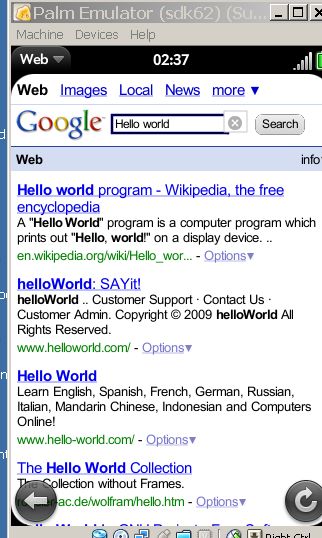 Palm Emulator (sdk62) (Su...
Machine Devices Help
Web 02:37
Web Images Local News more ▼
Google Hello world Search
Web info
Hello world program - Wikipedia, the free
encyclopedia
A "Hello World" program is a computer program which
prints out "Hello, world!" on a display device. ..
en.wikipedia.org/wiki/Hello_wor... - Options▼
helloWorld: SAYit!
helloWorld .. Customer Support · Contact Us ·
Customer Admin. Copyright © 2009 helloWorld All
Rights Reserved.
www.helloworld.com/ - Options▼
Hello World
Learn English, Spanish, French, German, Russian,
Italian, Mandarin Chinese, Indonesian and Computers
Online!
www.hello-world.com/ - Options▼
The Hello World Collection
The Collection without Frames.
-ac.de/wolfram/hello.htm - Options▼
Right Ctrl